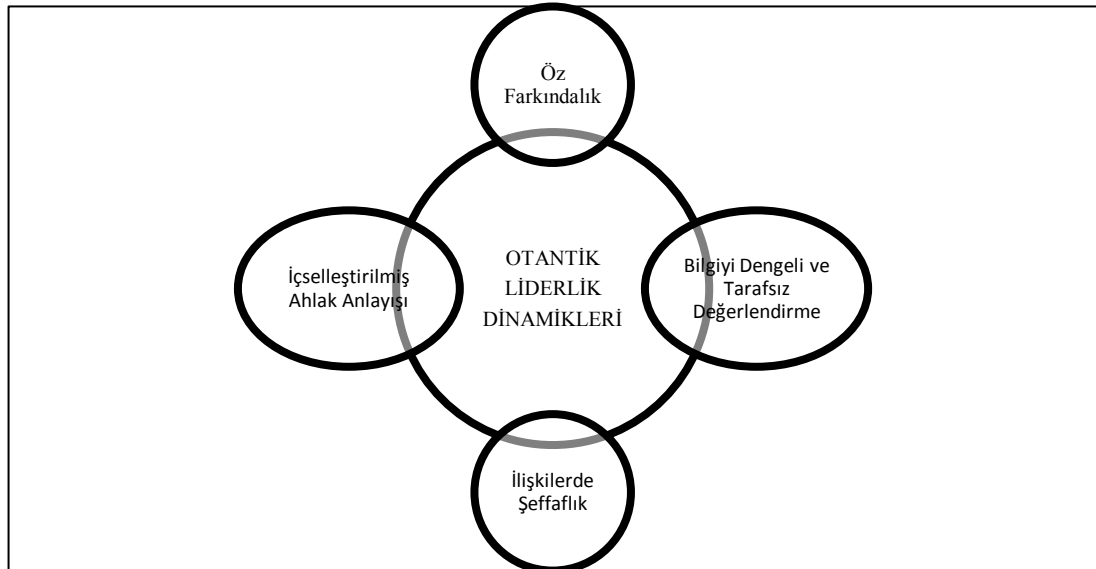 Öz
Farkındalık
İçselleştirilmiş
Ahlak Anlayışı
OTANTİK
LİDERLİK
DİNAMİKLERİ
Bilgiyi Dengeli ve
Tarafsız
Değerlendirme
İlişkilerde
Şeffaflık